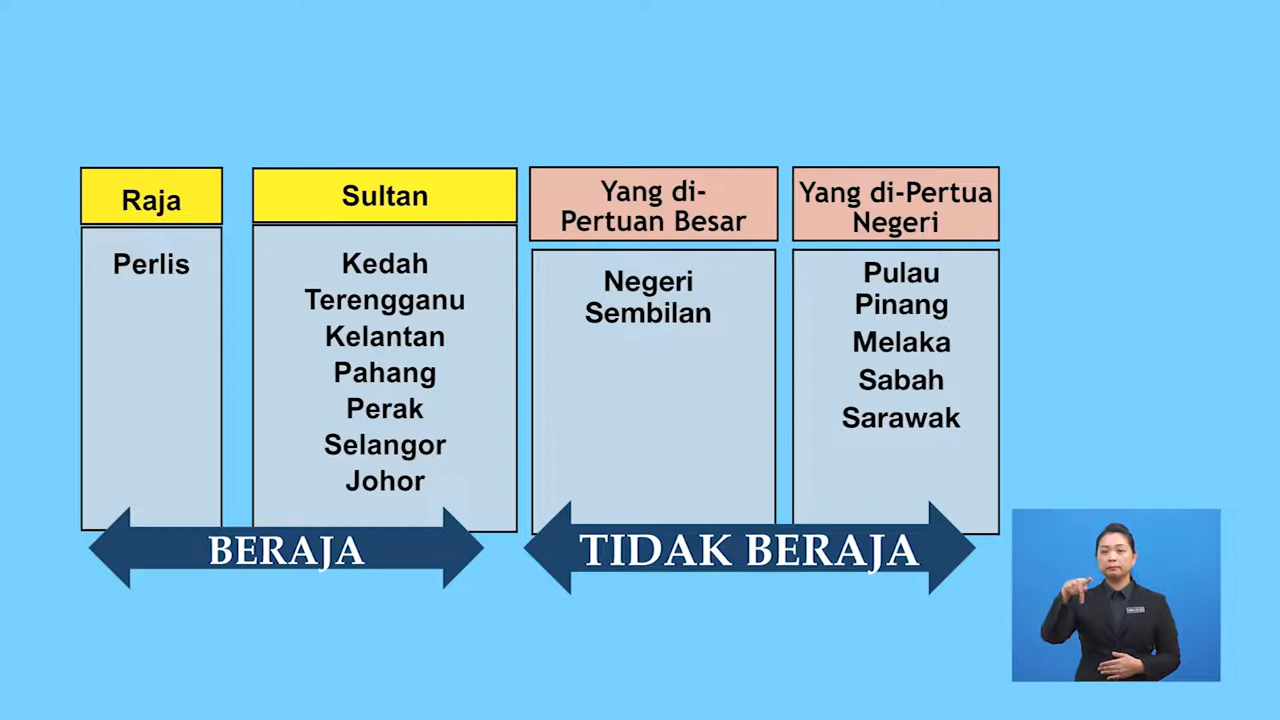 Raja
Perlis
Sultan
Kedah
Terengganu
Kelantan
Pahang
Perak
Selangor
Johor
Yang di-
Pertuan Besar
Negeri
Sembilan
Yang di-Pertua
Negeri
Pulau
Pinang
Melaka
Sabah
Sarawak
BERAJA
TIDAK BERAJA